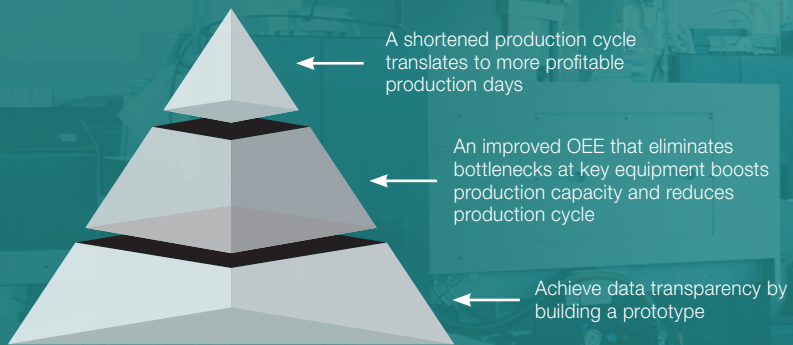 A shortened production cycle
translates to more profitable
production days
An improved OEE that eliminates
bottlenecks at key equipment boosts
production capacity and reduces
production cycle
Achieve data transparency by
building a prototype